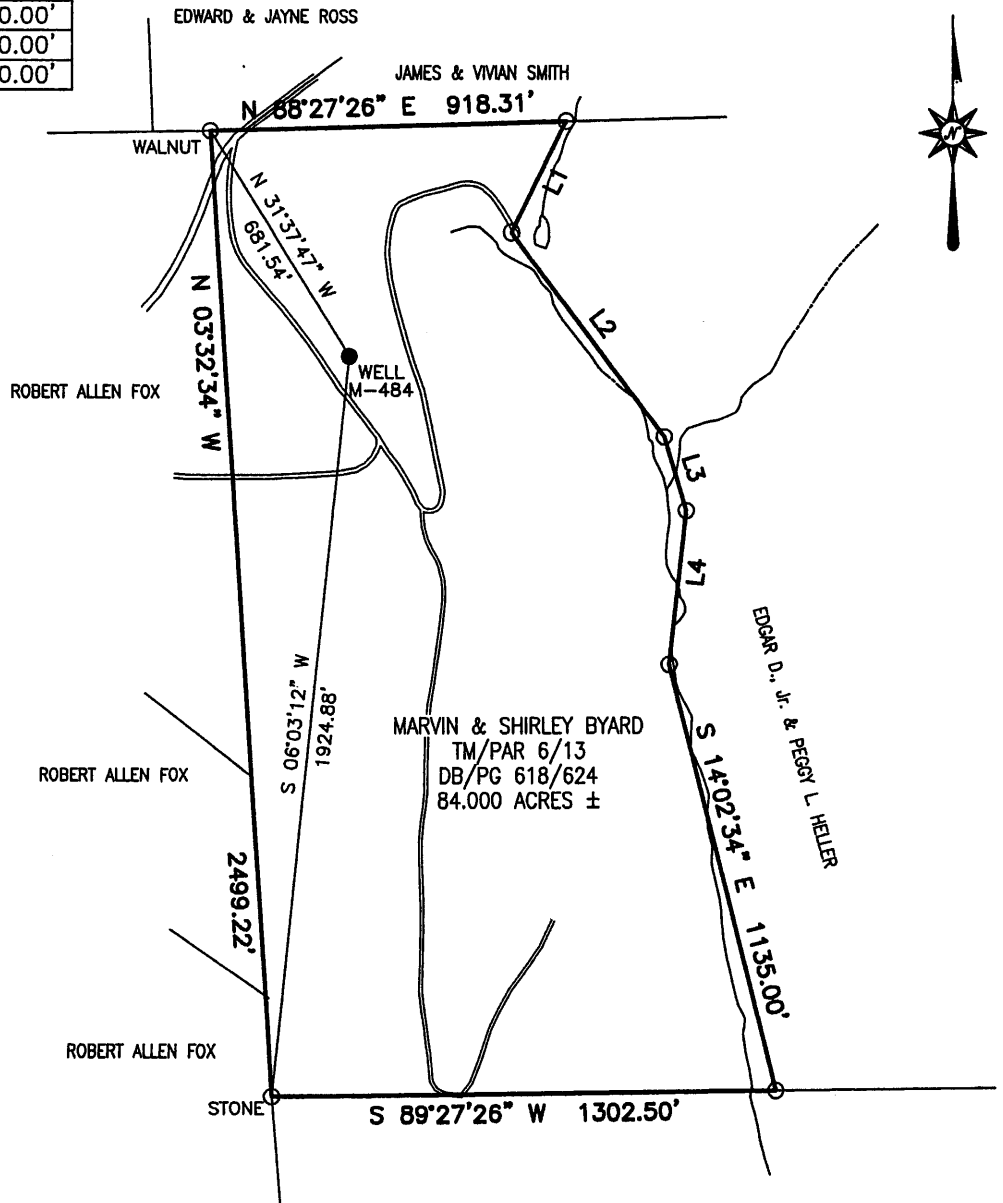 0.00'
0.00'
0.00'
EDWARD & JAYNE ROSS
JAMES & VIVIAN SMITH
N 88°27'26" E 918.31'
WALNUT
N
L1
N 31°37'47" W
681.54'
L2
N 03°32'34" W
2499.22'
WELL
M-484
ROBERT ALLEN FOX
L3
L4
EDGAR D., Jr. & PEGGY L. HELLER
S 06°03'12" W
1924.88'
MARVIN & SHIRLEY BYARD
TM/PAR 6/13
DB/PG 618/624
84.000 ACRES ±
S 14°02'34" E 1135.00'
ROBERT ALLEN FOX
ROBERT ALLEN FOX
STONE
S 89°27'26" W 1302.50'